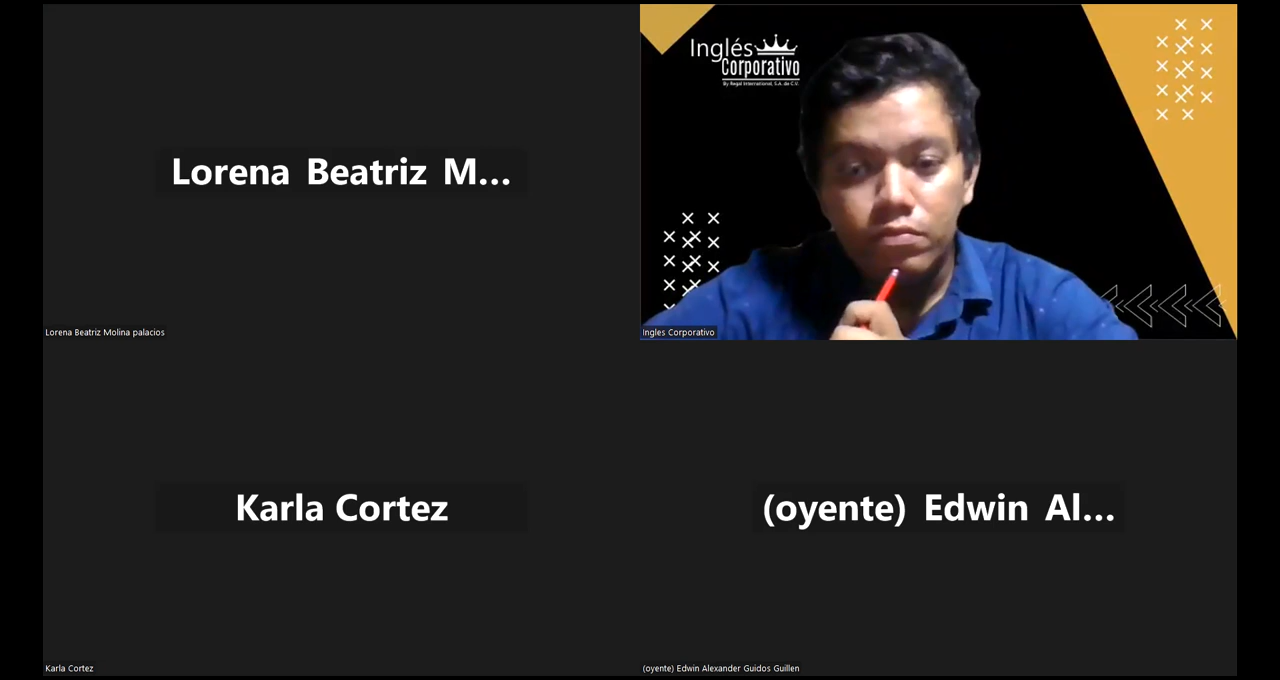 Lorena Beatriz M...
Lorena Beatriz Molina palacios
Inglés
Corporativo
By Regal International, S.A. de C.V.
Ingles Corporativo
Karla Cortez
Karla Cortez
(oyente) Edwin Al...
(oyente) Edwin Alexander Guidos Guillen